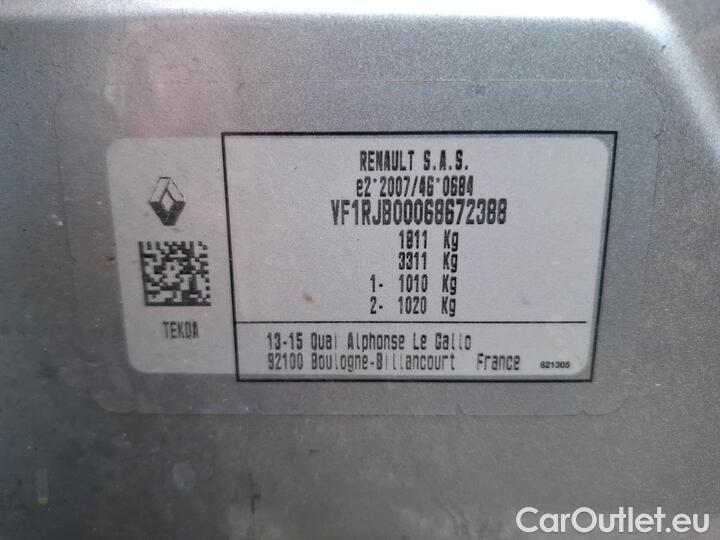 RENAULT S.A.S.
e2*2007/46*0684
VF1RJB00068672388
1811 Kg
3311 Kg
1- 1010 Kg
2- 1020 Kg
TEKDA
13-15 Quai Alphonse Le Gallo
92100 Boulogne-Billancourt France
621305
CarOutlet.eu